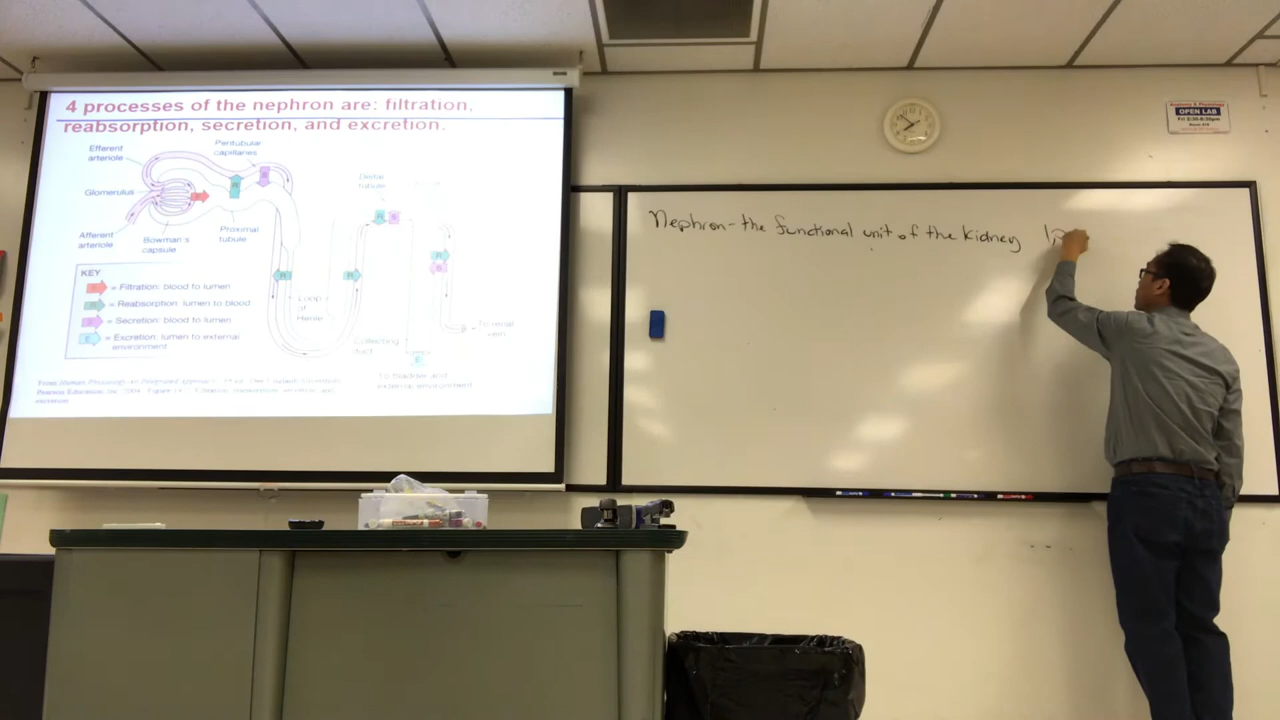 4 processes of the nephron are: filtration,
reabsorption, secretion, and excretion.
Efferent
arteriole
Peritubular
capillaries
Glomerulus
Afferent
arteriole
Bowman's
capsule
Proximal
tubule
Distal
tubule
Loop
of
Henle
Collecting
duct
To renal
vein
To bladder and
external environment
KEY
= Filtration: blood to lumen
R = Reabsorption: lumen to blood
S = Secretion: blood to lumen
E = Excretion: lumen to external
environment
Nephron - the functional unit of the kidney
Anatomy & Physiology
OPEN LAB